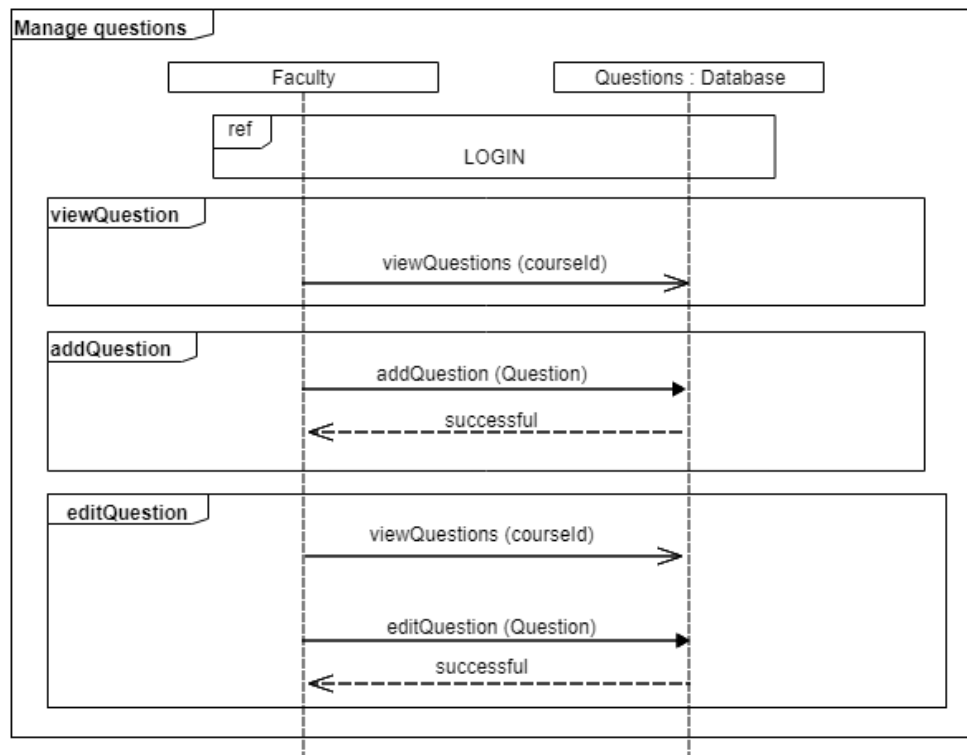 Manage questions
Faculty
Questions : Database
ref
LOGIN
viewQuestion
viewQuestions (courseId)
addQuestion
addQuestion (Question)
successful
editQuestion
viewQuestions (courseId)
editQuestion (Question)
successful